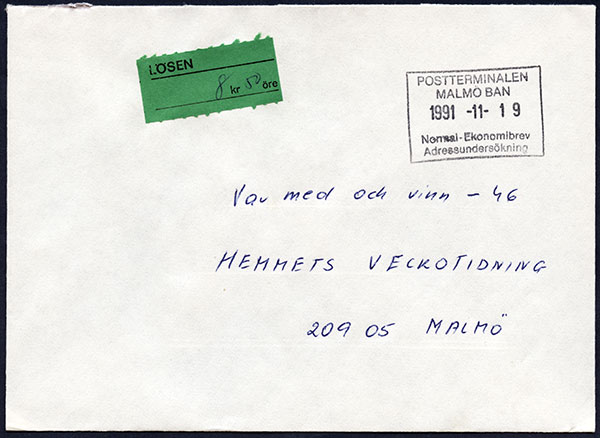 LÖSEN
8 kr 50 öre
POSTTERMINALEN
MALMÖ BAN
1991 -11- 19
Normal-Ekonomibrev
Adressundersökning
Var med och vinn - 46
HEMMETS VECKOTIDNING
209 05 MALMÖ